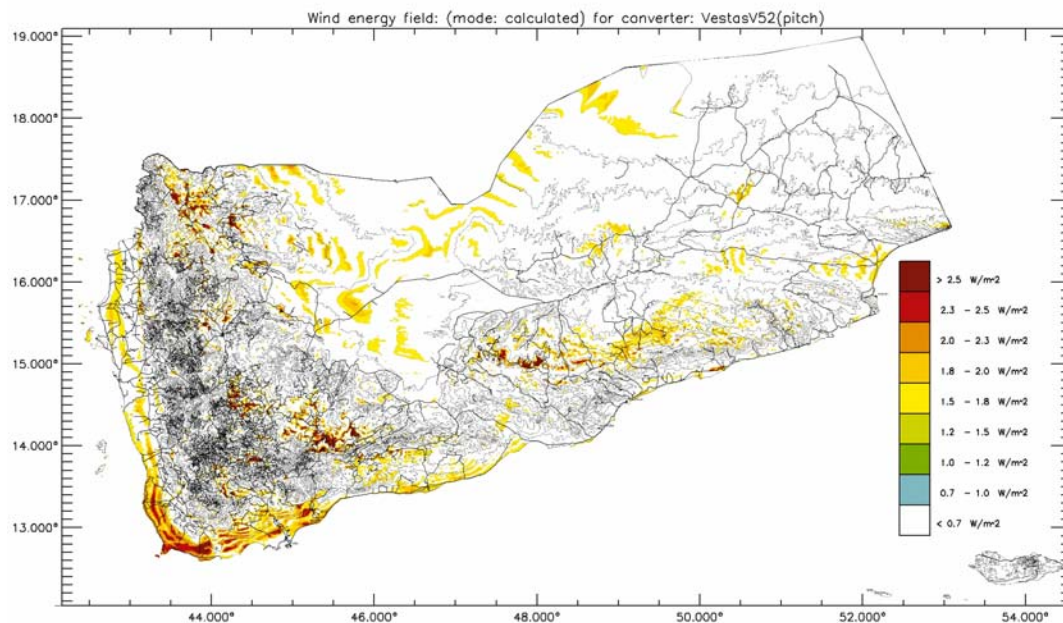 Wind energy field: (mode: calculated) for converter: VestasV52(pitch)
19.000°
18.000°
17.000°
16.000°
15.000°
14.000°
13.000°
> 2.5 W/m²
2.3 – 2.5 W/m²
2.0 – 2.3 W/m²
1.8 – 2.0 W/m²
1.5 – 1.8 W/m²
1.2 – 1.5 W/m²
1.0 – 1.2 W/m²
0.7 – 1.0 W/m²
< 0.7 W/m²
44.000° 46.000° 48.000° 50.000° 52.000°